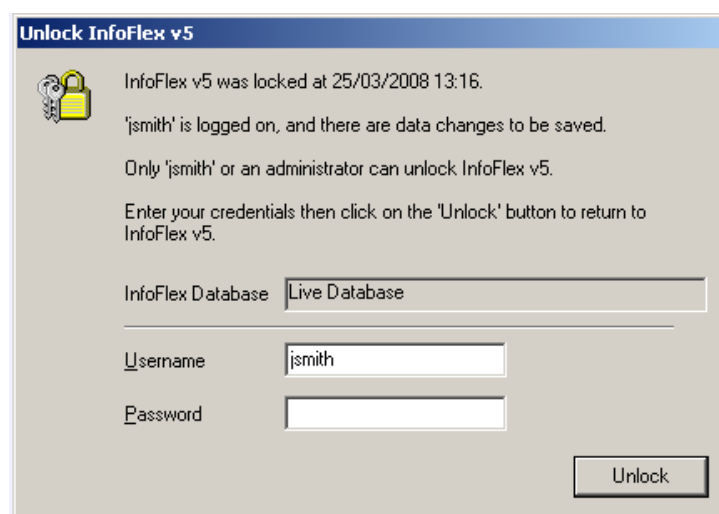 Unlock InfoFlex v5
InfoFlex v5 was locked at 25/03/2008 13:16.
'jsmith' is logged on, and there are data changes to be saved.
Only 'jsmith' or an administrator can unlock InfoFlex v5.
Enter your credentials then click on the 'Unlock' button to return to
InfoFlex v5.
InfoFlex Database Live Database
Username jsmith
Password
Unlock